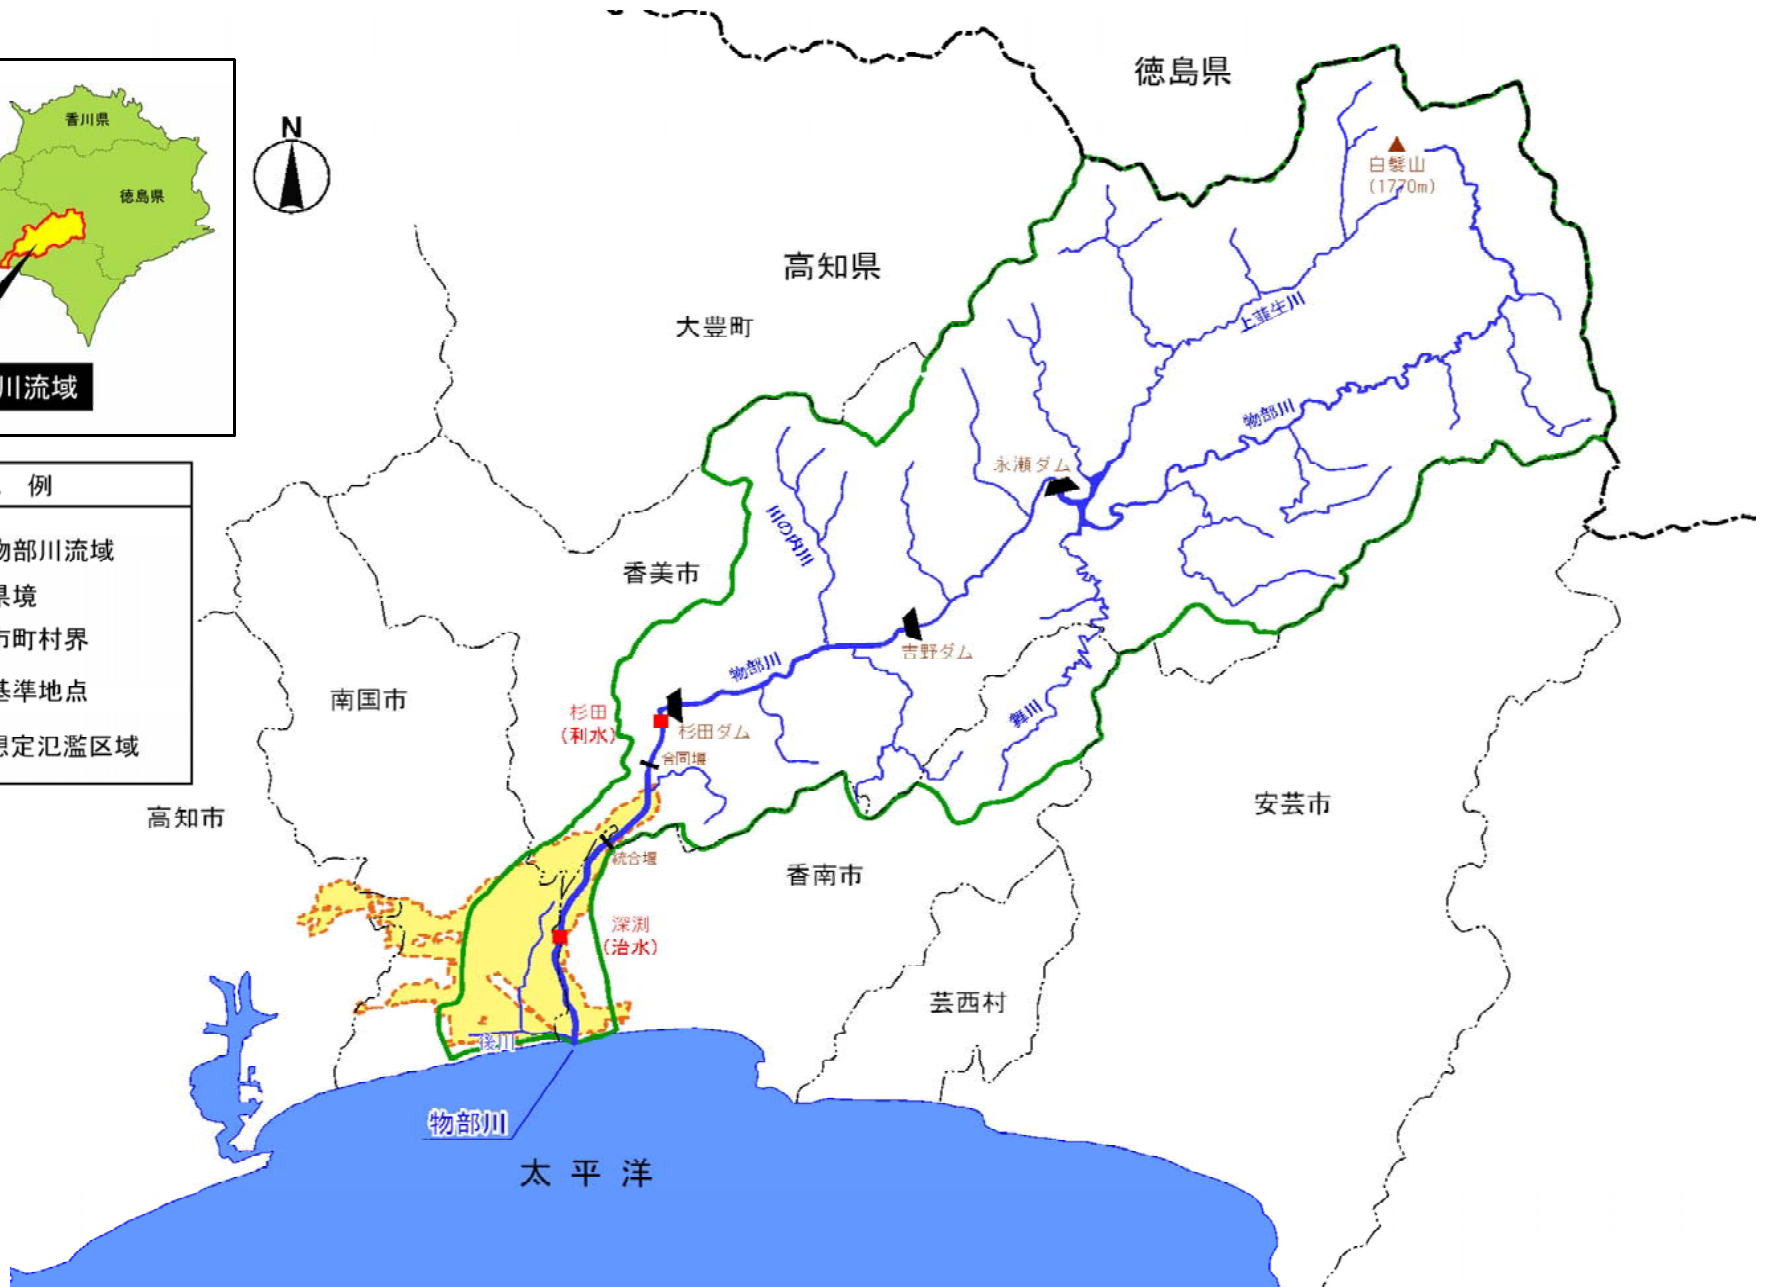 徳島県
香川県
N
徳島県
白髪山
(1770m)
高知県
大豊町
上韮生川
川流域
物部川
永瀬ダム
例
川の内川
物部川流域
香美市
県境
市町村界
吉野ダム
物部川
基準地点
南国市
舞川
杉田
(利水)
杉田ダム
想定氾濫区域
合同堰
高知市
安芸市
統合堰
香南市
深渕
(治水)
芸西村
後川
物部川
太平洋